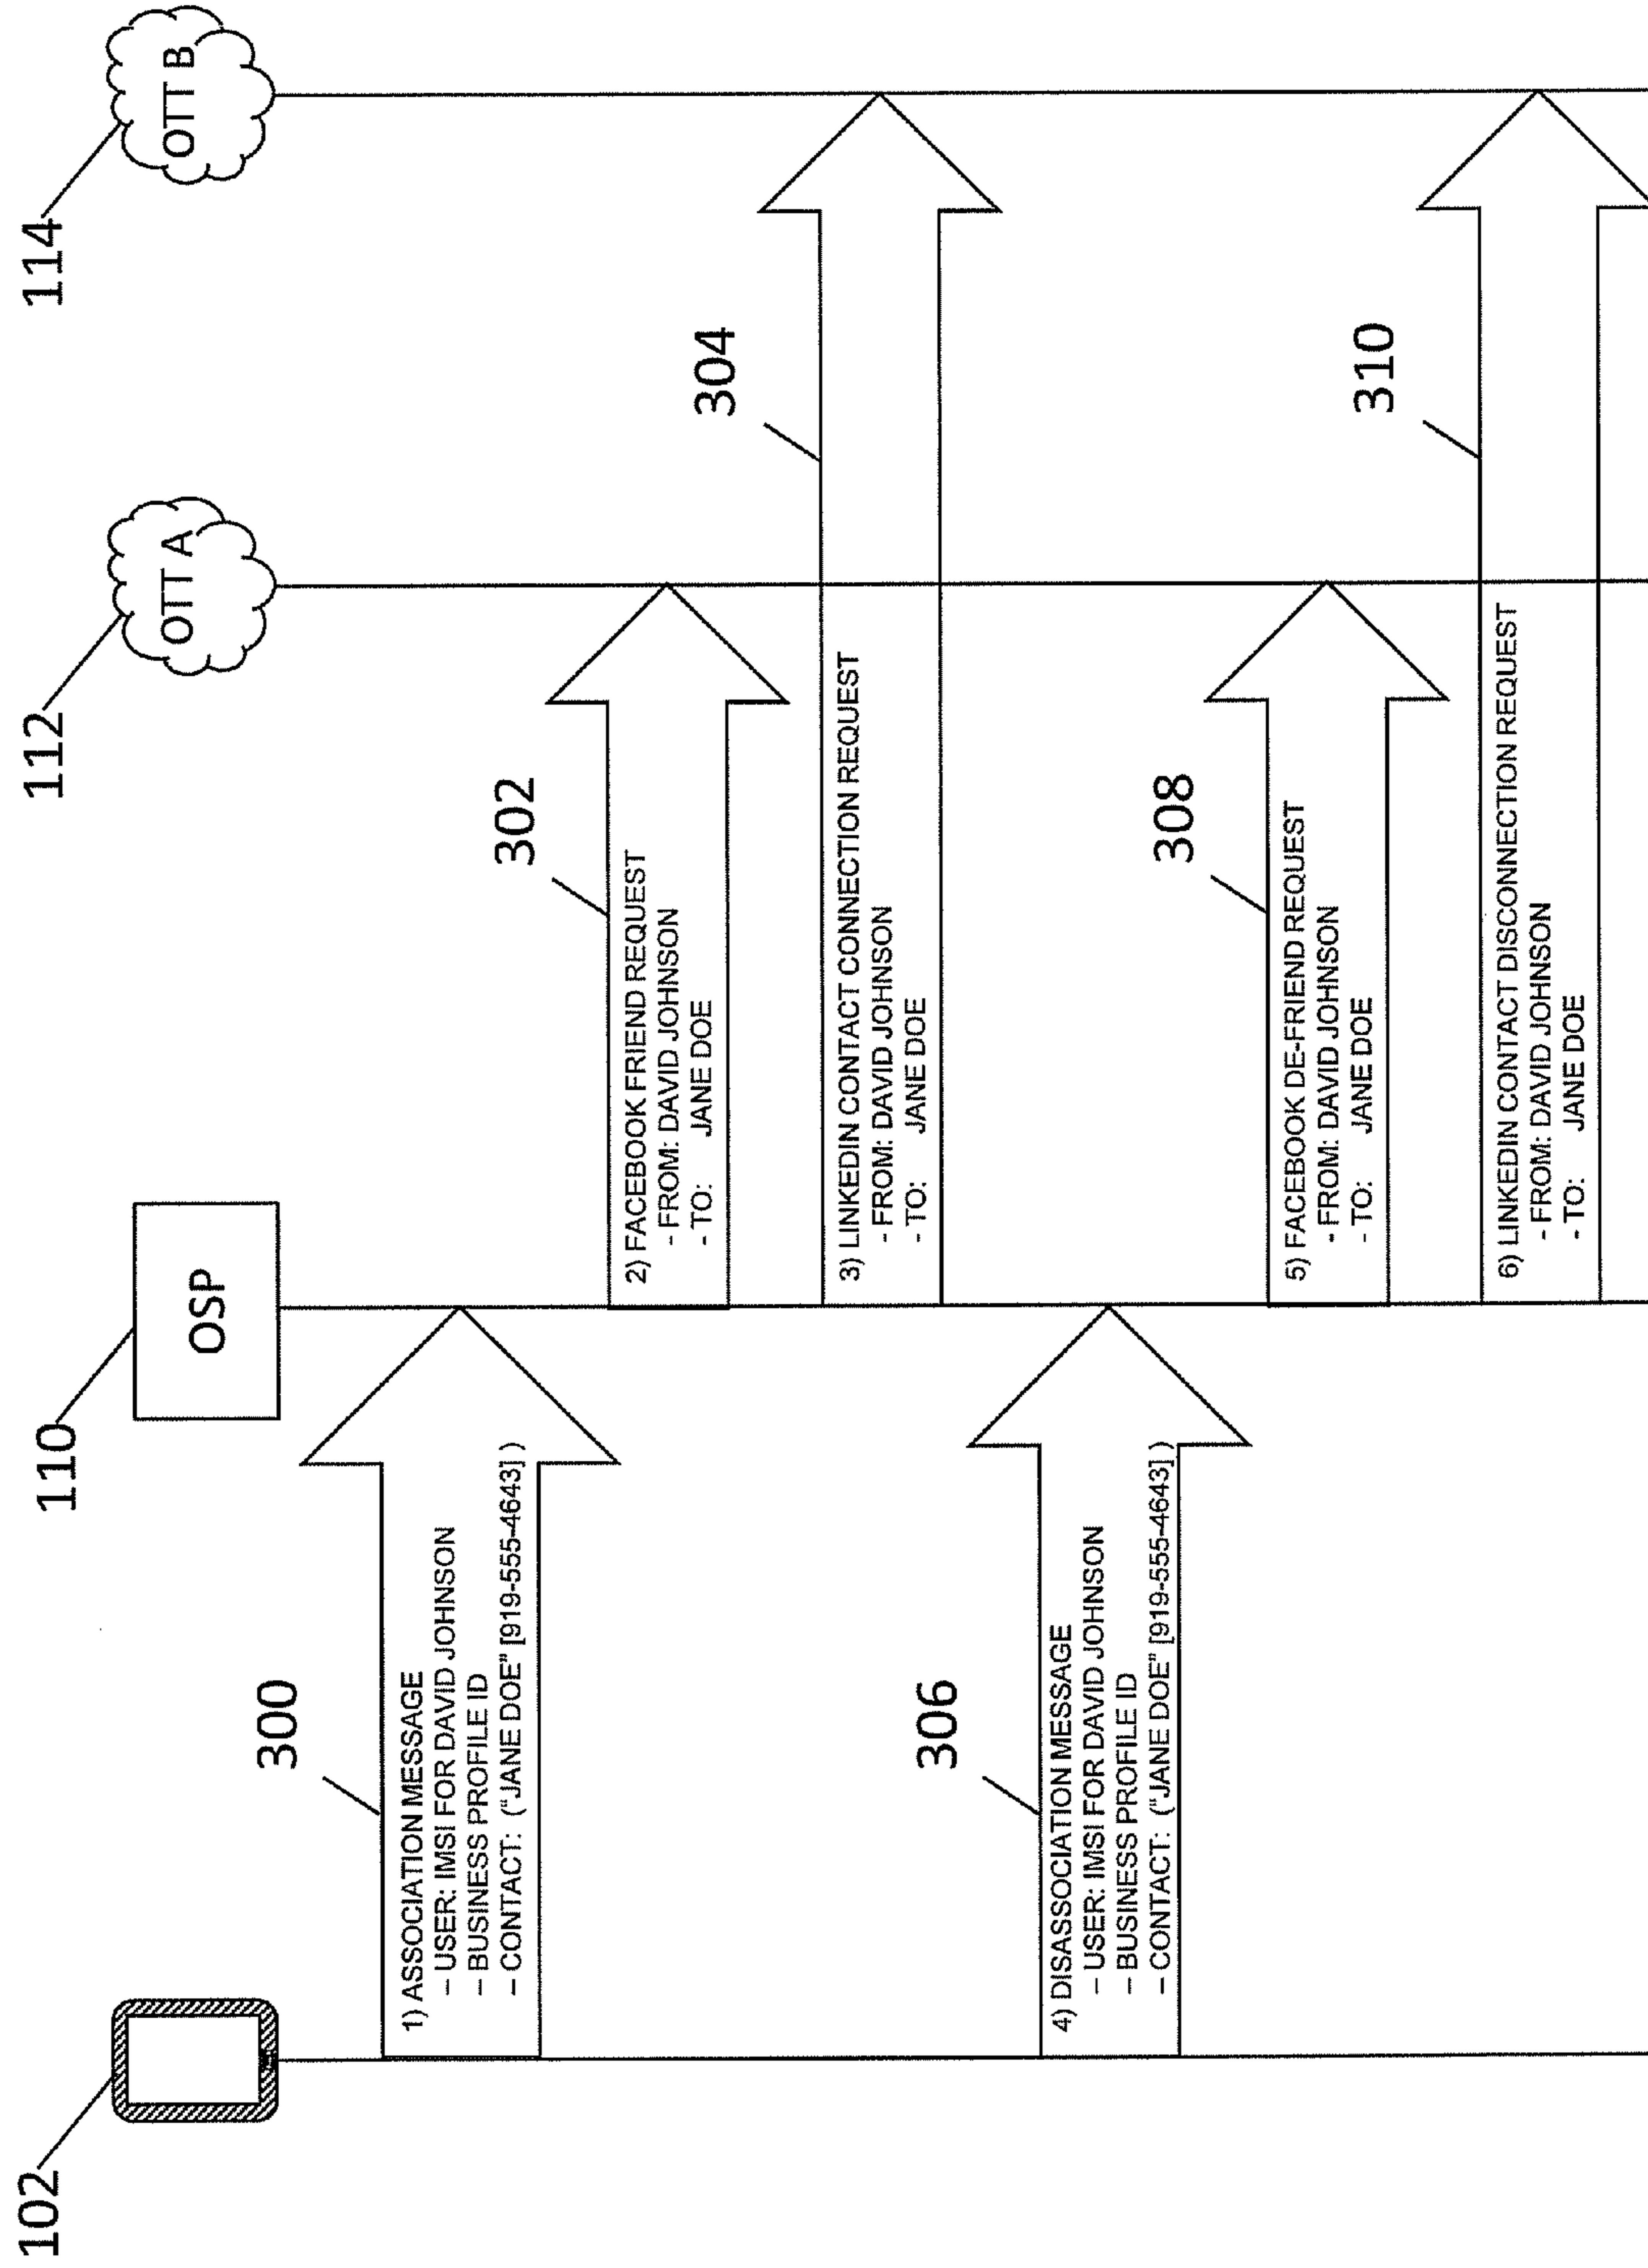 102
110
OSP
112
OTT A
114
OTT B
300
1) ASSOCIATION MESSAGE
– USER: IMSI FOR DAVID JOHNSON
– BUSINESS PROFILE ID
– CONTACT: ("JANE DOE" [919-555-4643] )
302
2) FACEBOOK FRIEND REQUEST
- FROM: DAVID JOHNSON
- TO: JANE DOE
304
3) LINKEDIN CONTACT CONNECTION REQUEST
- FROM: DAVID JOHNSON
- TO: JANE DOE
306
4) DISASSOCIATION MESSAGE
– USER: IMSI FOR DAVID JOHNSON
– BUSINESS PROFILE ID
– CONTACT: ("JANE DOE" [919-555-4643] )
308
5) FACEBOOK DE-FRIEND REQUEST
- FROM: DAVID JOHNSON
- TO: JANE DOE
310
6) LINKEDIN CONTACT DISCONNECTION REQUEST
- FROM: DAVID JOHNSON
- TO: JANE DOE